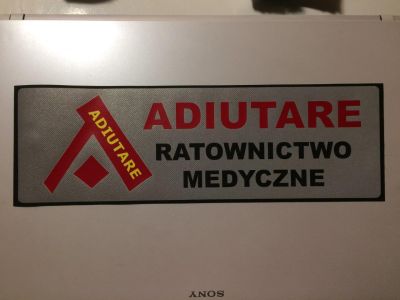 ADIUTARE
ADIUTARE
RATOWNICTWO
MEDYCZNE
SONY